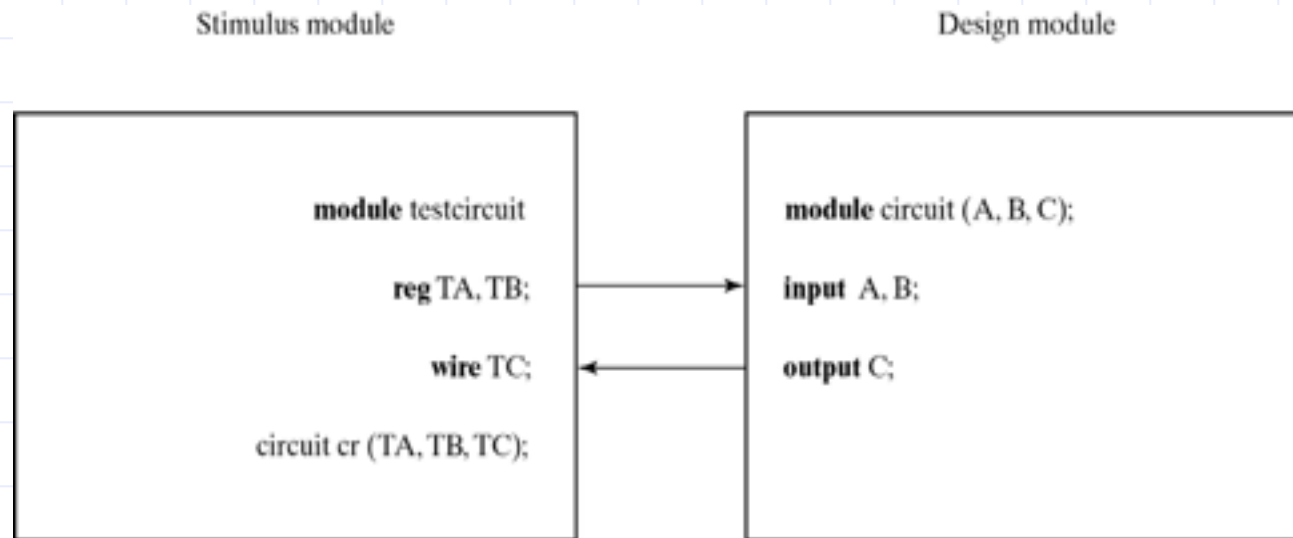 Stimulus module
Design module
module testcircuit
reg TA, TB;
wire TC;
circuit cr (TA, TB, TC);
module circuit (A, B, C);
input A, B;
output C;